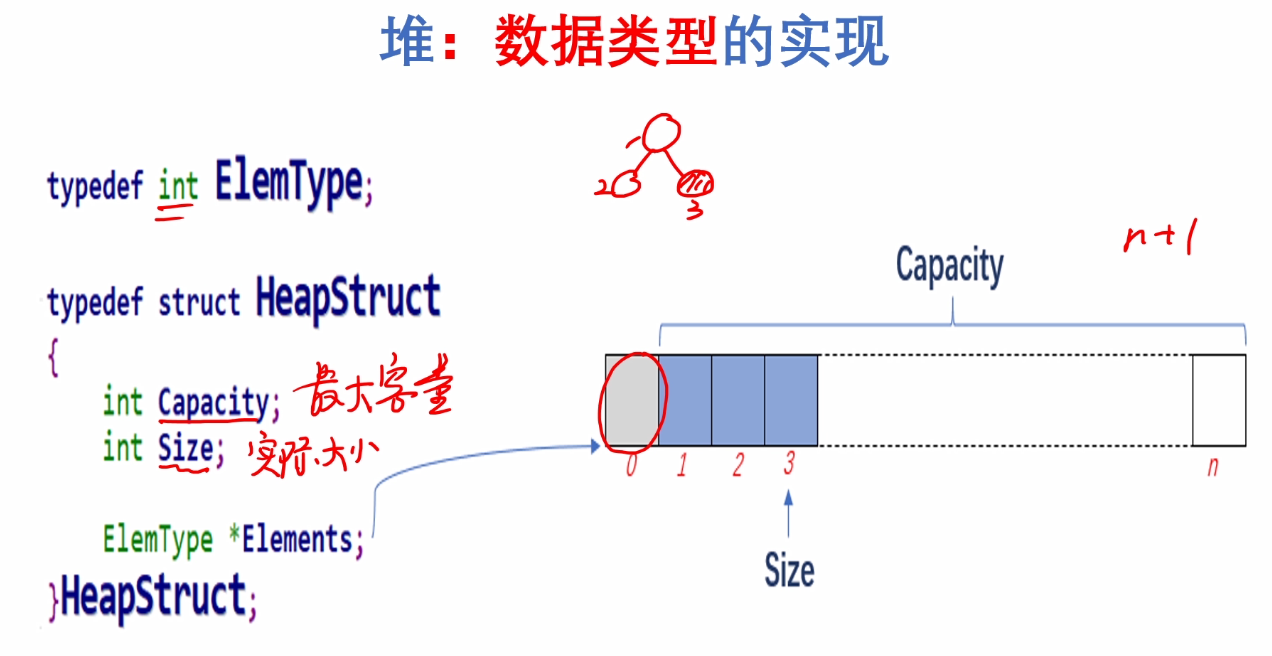 堆：数据类型的实现
typedef int ElemType;
typedef struct HeapStruct
{
int Capacity; 最大容量
int Size; 实际大小
ElemType *Elements;
}HeapStruct;
2
3
n+1
Capacity
0 1 2 3 n
Size